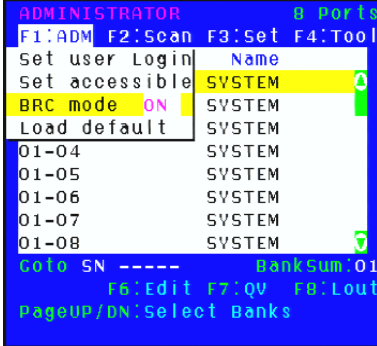 ADMINISTRATOR 8 Ports
F1:ADM F2:Scan F3:Set F4:Tool
Set user Login Name
Set accessible SYSTEM
BRC mode ON SYSTEM
Load default SYSTEM
01-04 SYSTEM
01-05 SYSTEM
01-06 SYSTEM
01-07 SYSTEM
01-08 SYSTEM
Goto SN ----- BankSum:01
F6:Edit F7:QV F8:Lout
PageUP/DN:Select Banks